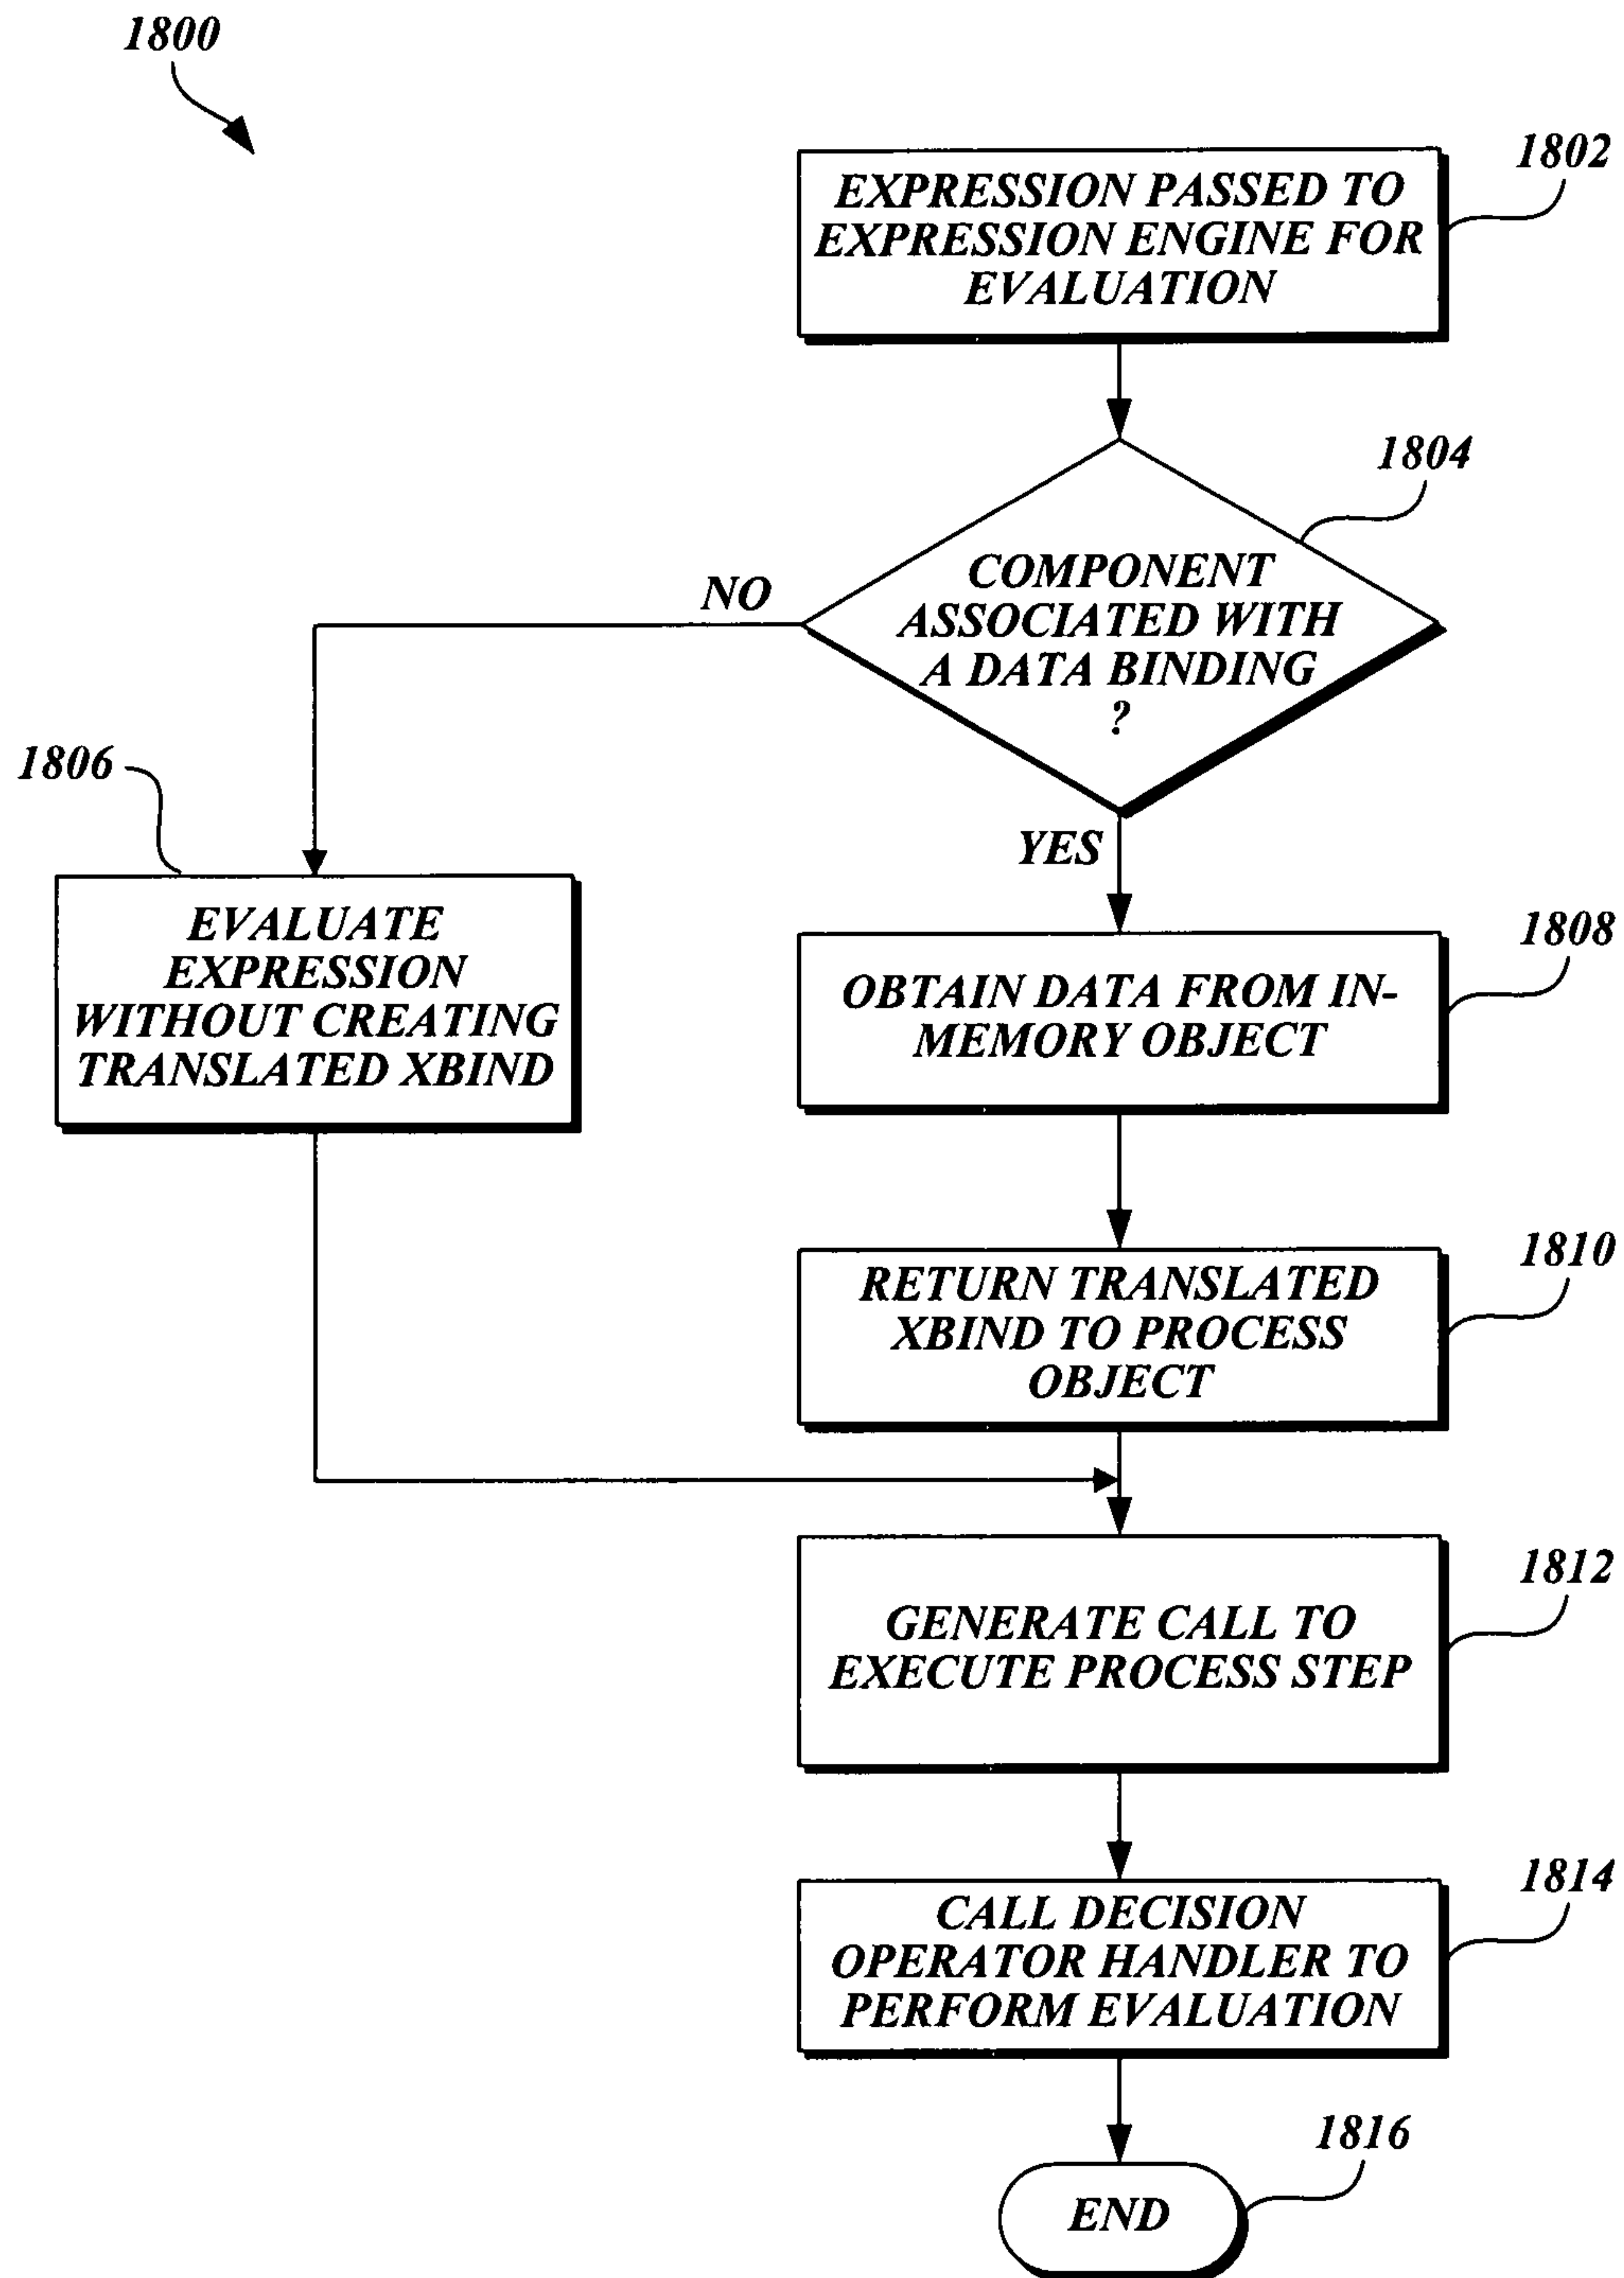 1800
1802
EXPRESSION PASSED TO
EXPRESSION ENGINE FOR
EVALUATION
1804
COMPONENT
ASSOCIATED WITH
A DATA BINDING
?
NO
YES
1806
EVALUATE
EXPRESSION
WITHOUT CREATING
TRANSLATED XBIND
1808
OBTAIN DATA FROM IN-
MEMORY OBJECT
1810
RETURN TRANSLATED
XBIND TO PROCESS
OBJECT
1812
GENERATE CALL TO
EXECUTE PROCESS STEP
1814
CALL DECISION
OPERATOR HANDLER TO
PERFORM EVALUATION
1816
END